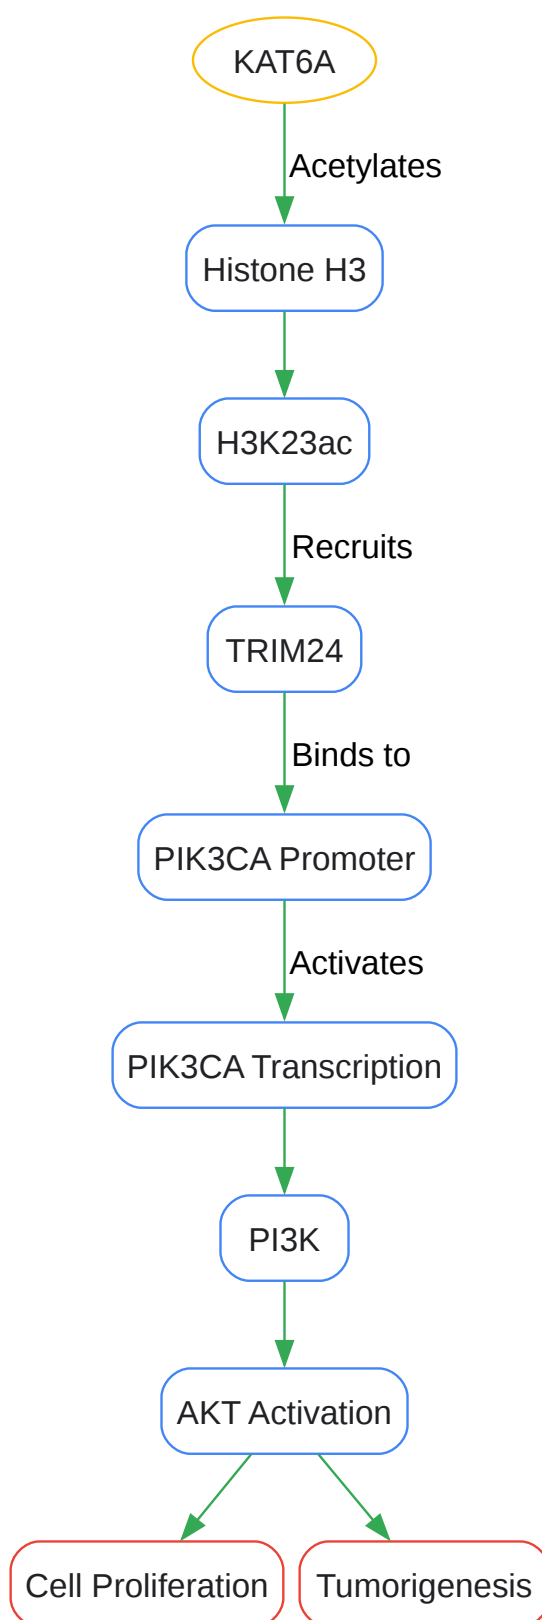 KAT6A
Acetylates
Histone H3
H3K23ac
Recruits
TRIM24
Binds to
PIK3CA Promoter
Activates
PIK3CA Transcription
PI3K
AKT Activation
Cell Proliferation
Tumorigenesis